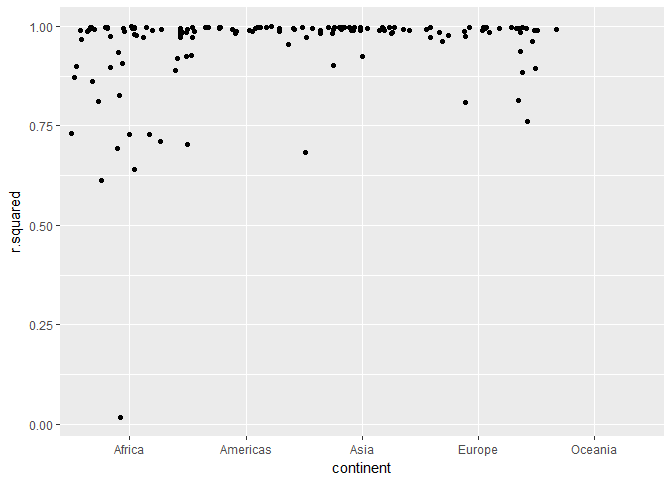 1.00
0.75
0.50
0.25
0.00
r.squared
Africa
Americas
Asia
Europe
Oceania
continent